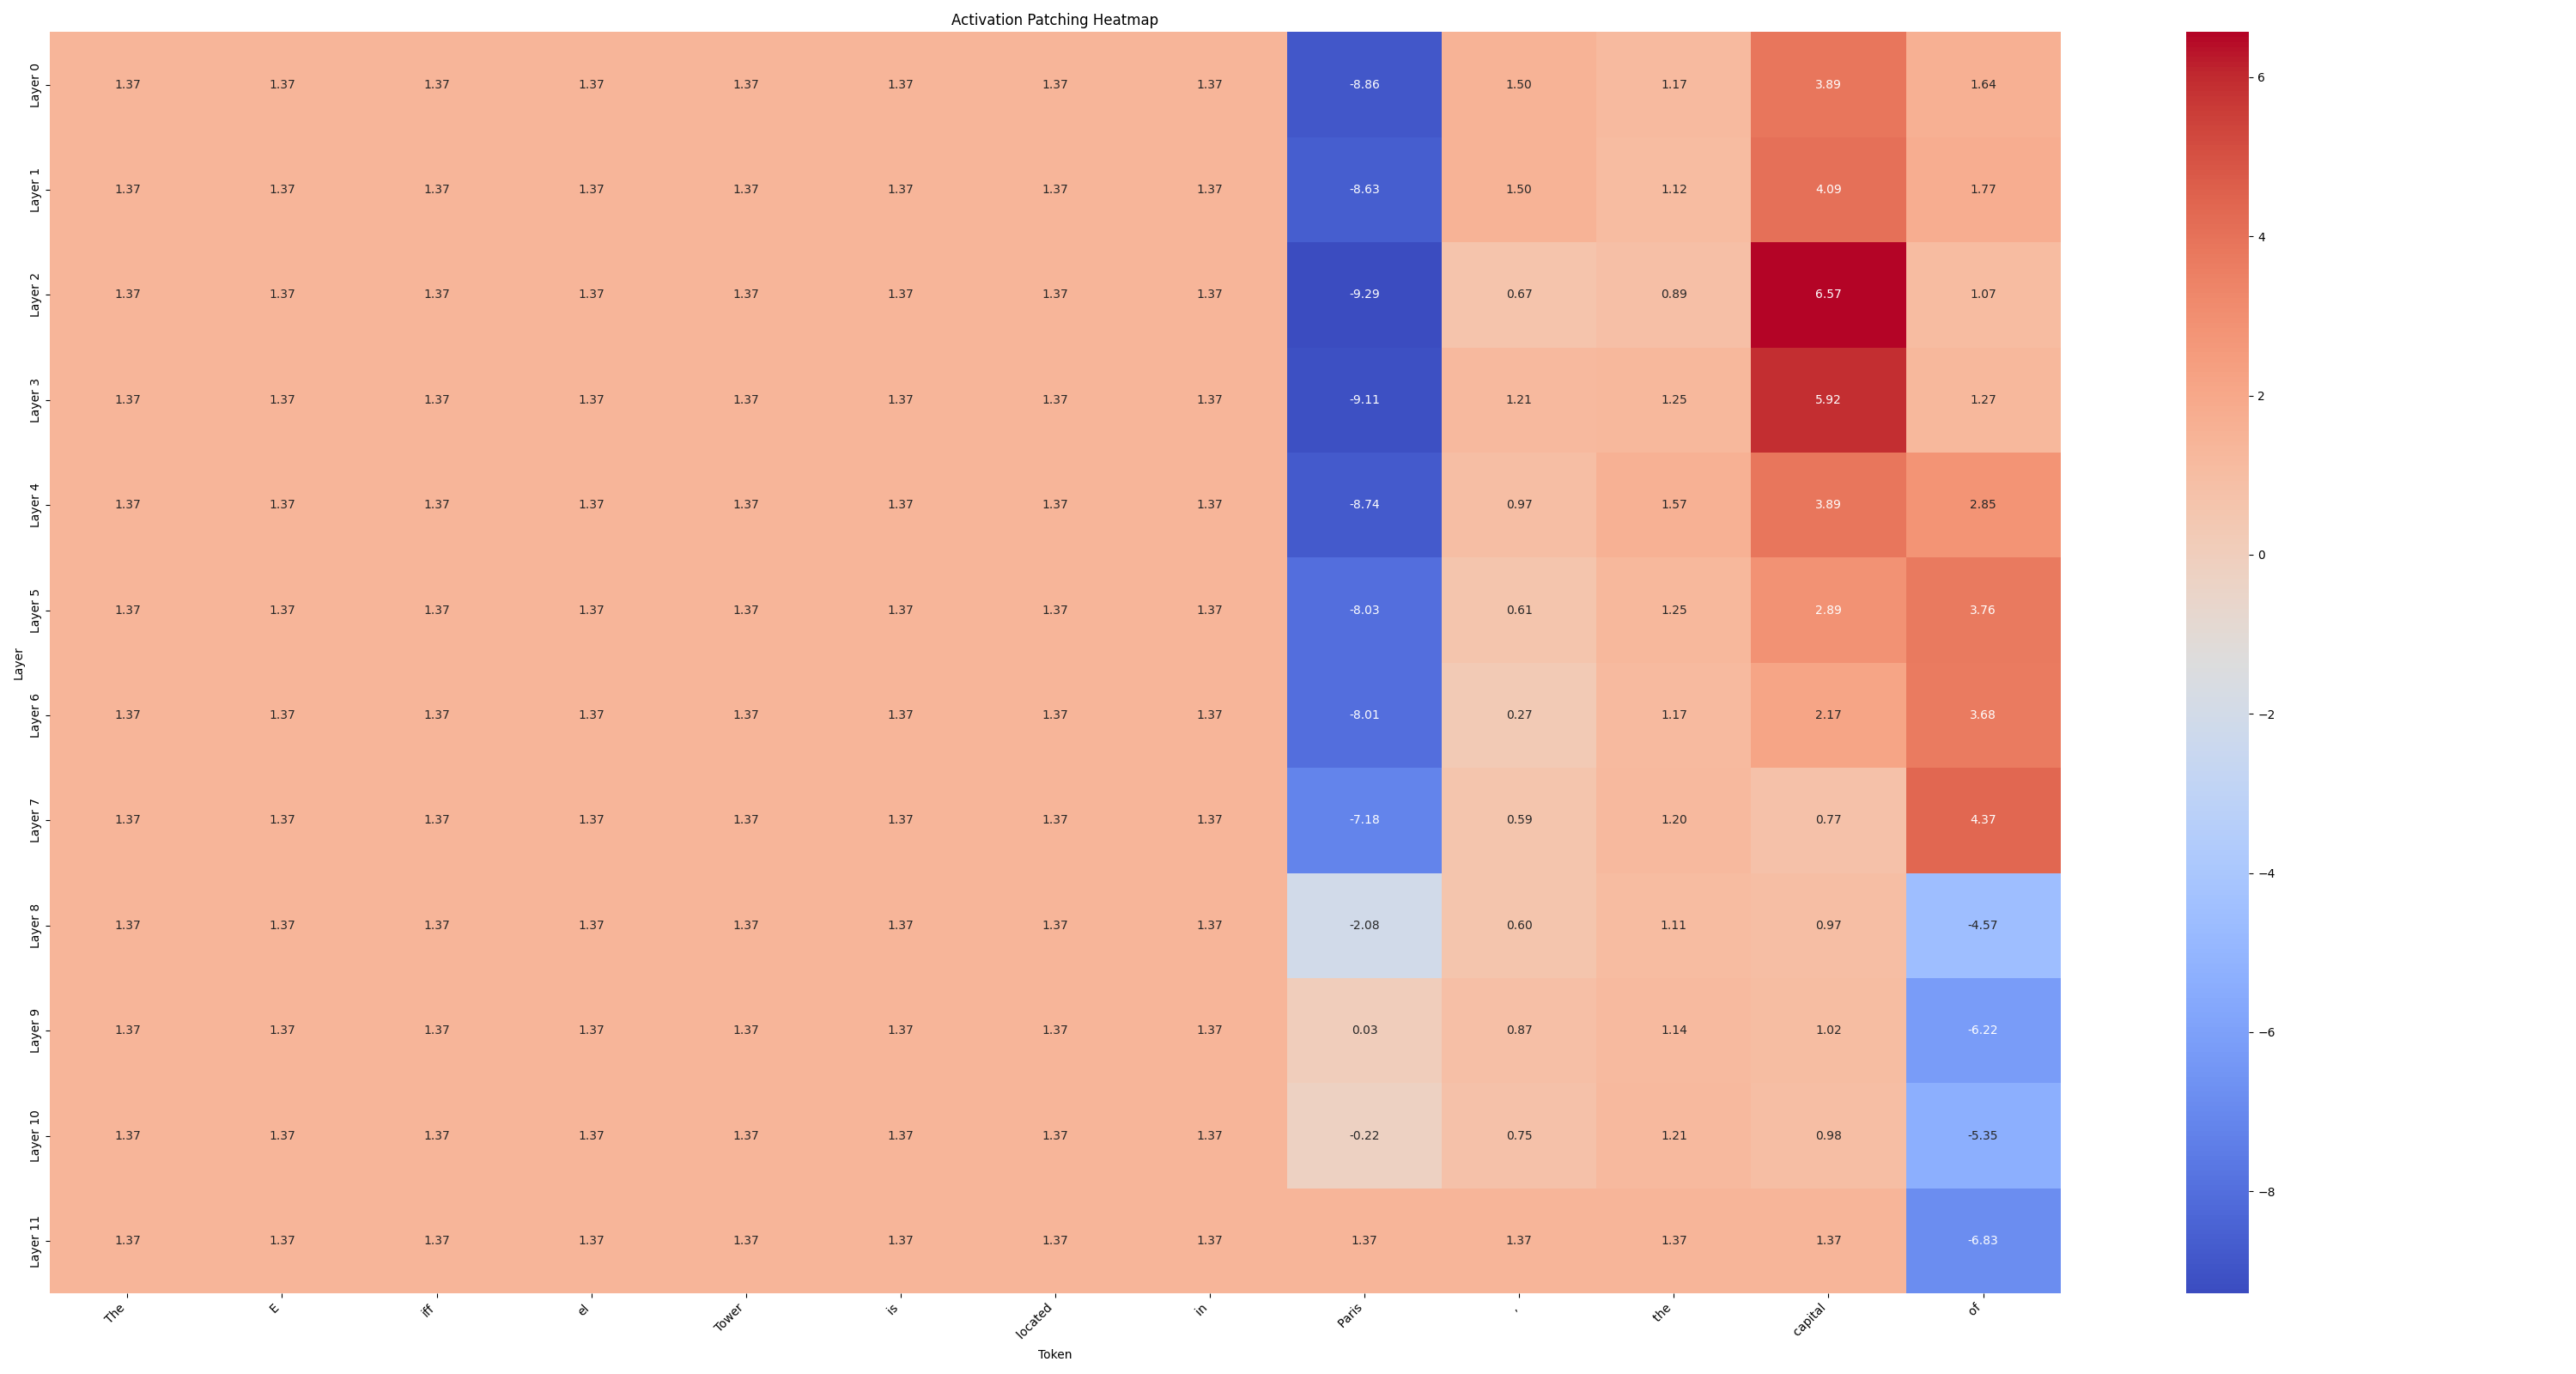 Activation Patching Heatmap
Layer 0 1.37 1.37 1.37 1.37 1.37 1.37 1.37 1.37 -8.86 1.50 1.17 3.89 1.64
Layer 1 1.37 1.37 1.37 1.37 1.37 1.37 1.37 1.37 -8.63 1.50 1.12 4.09 1.77
Layer 2 1.37 1.37 1.37 1.37 1.37 1.37 1.37 1.37 -9.29 0.67 0.89 6.57 1.07
Layer 3 1.37 1.37 1.37 1.37 1.37 1.37 1.37 1.37 -9.11 1.21 1.25 5.92 1.27
Layer 4 1.37 1.37 1.37 1.37 1.37 1.37 1.37 1.37 -8.74 0.97 1.57 3.89 2.85
Layer 5 1.37 1.37 1.37 1.37 1.37 1.37 1.37 1.37 -8.03 0.61 1.25 2.89 3.76
Layer 6 1.37 1.37 1.37 1.37 1.37 1.37 1.37 1.37 -8.01 0.27 1.17 2.17 3.68
Layer 7 1.37 1.37 1.37 1.37 1.37 1.37 1.37 1.37 -7.18 0.59 1.20 0.77 4.37
Layer 8 1.37 1.37 1.37 1.37 1.37 1.37 1.37 1.37 -2.08 0.60 1.11 0.97 -4.57
Layer 9 1.37 1.37 1.37 1.37 1.37 1.37 1.37 1.37 0.03 0.87 1.14 1.02 -6.22
Layer 10 1.37 1.37 1.37 1.37 1.37 1.37 1.37 1.37 -0.22 0.75 1.21 0.98 -5.35
Layer 11 1.37 1.37 1.37 1.37 1.37 1.37 1.37 1.37 1.37 1.37 1.37 1.37 -6.83
Layer
The E iff el Tower is located in Paris , the capital of
Token
6
4
2
0
−2
−4
−6
−8